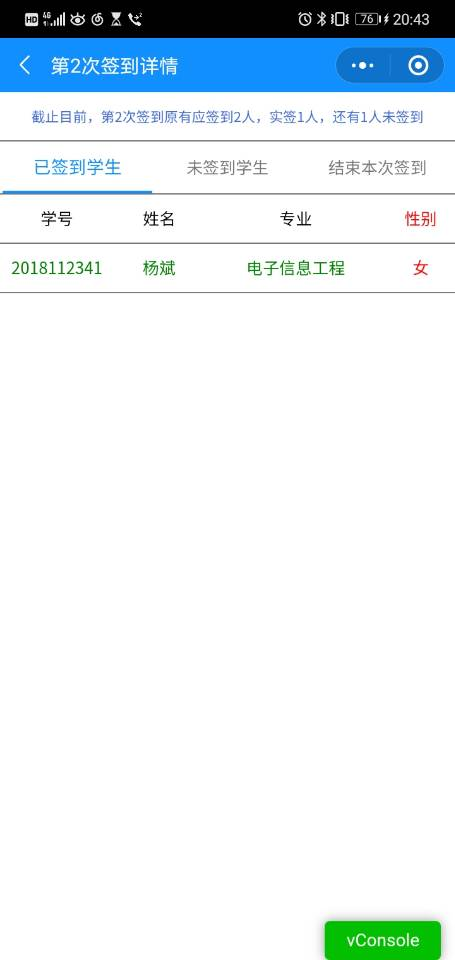 HD 4G 76 20:43
第2次签到详情
截止目前，第2次签到原有应签到2人，实签1人，还有1人未签到
已签到学生 未签到学生 结束本次签到
学号 姓名 专业 性别
2018112341 杨斌 电子信息工程 女
vConsole